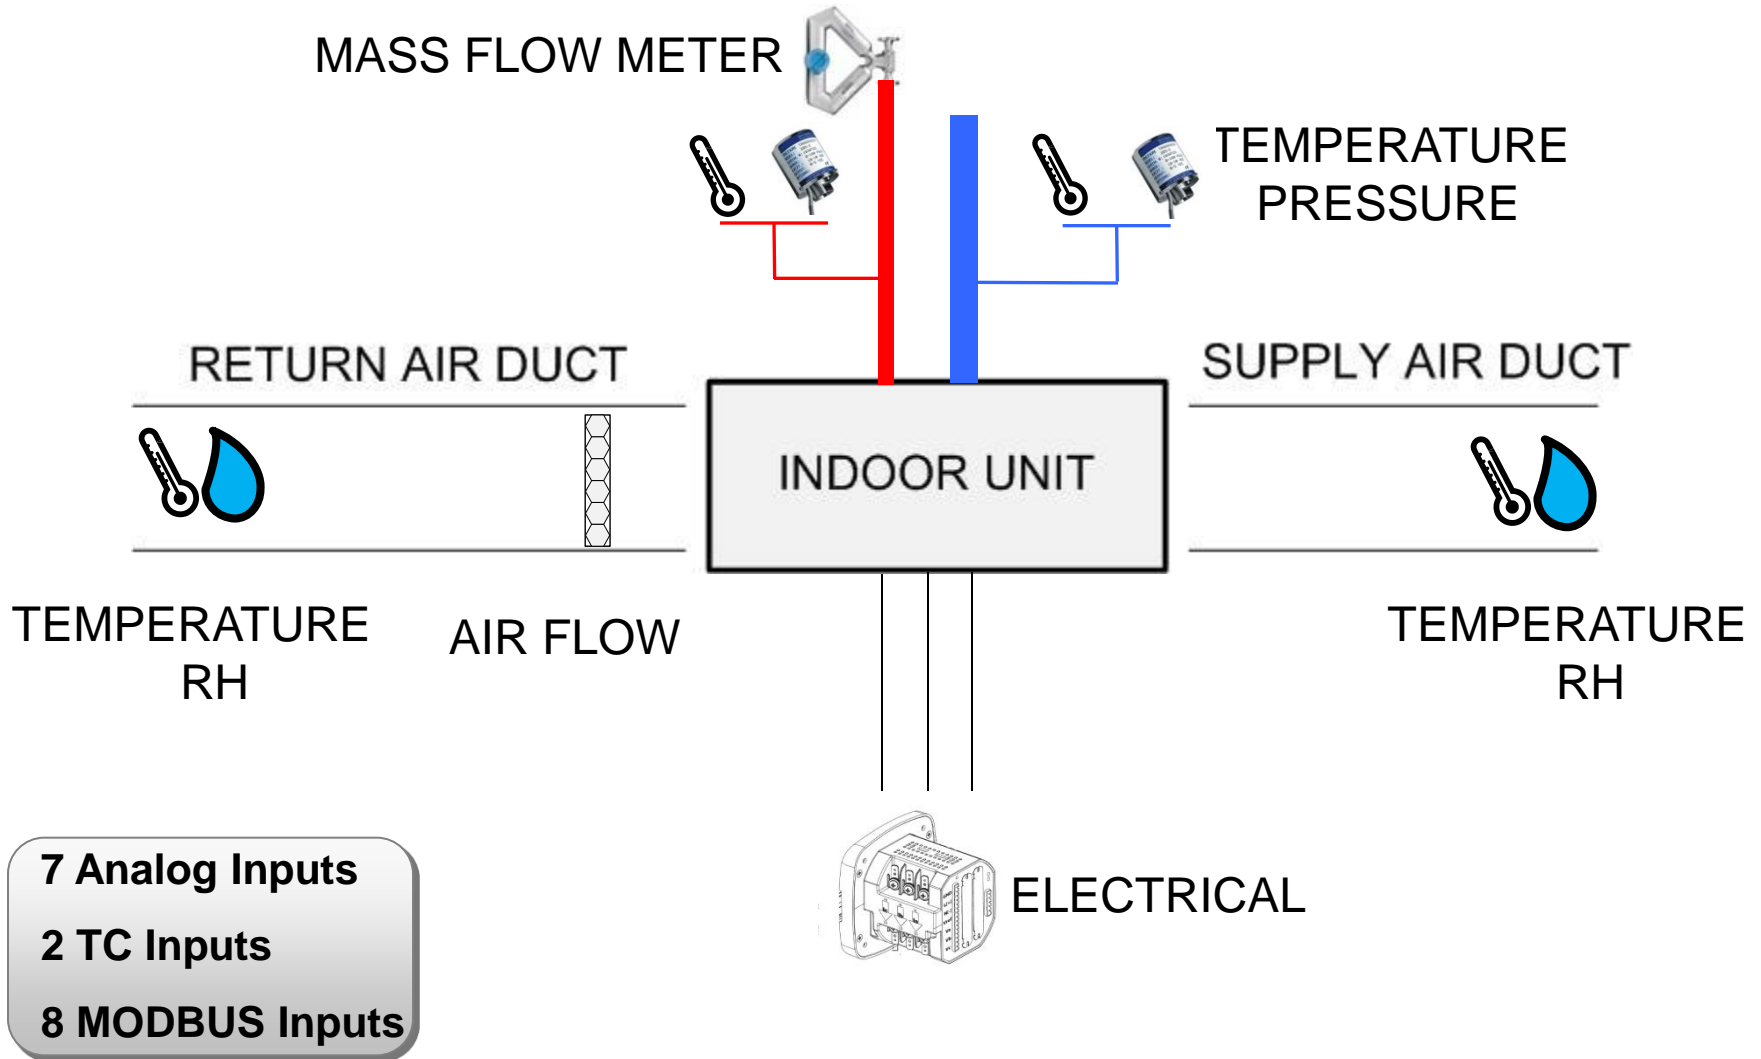 MASS FLOW METER
TEMPERATURE
PRESSURE
RETURN AIR DUCT
SUPPLY AIR DUCT
INDOOR UNIT
TEMPERATURE
RH
AIR FLOW
TEMPERATURE
RH
7 Analog Inputs
2 TC Inputs
8 MODBUS Inputs
ELECTRICAL